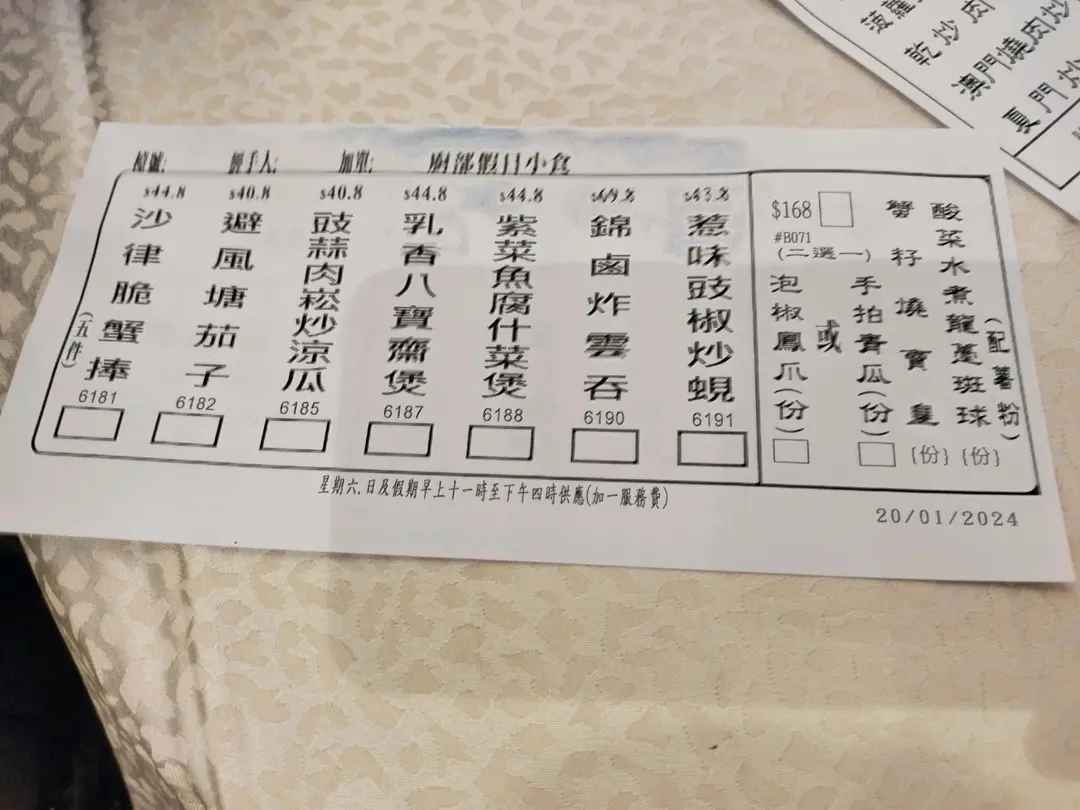 檯號: 經手人: 加單: 廚部假日小食
$44.8 沙律脆蟹捧 (五件) 6181
$40.8 避風塘茄子 6182
$40.8 豉蒜肉崧炒涼瓜 6185
$44.8 乳香八寶齋煲 6187
$44.8 紫菜魚腐什菜煲 6188
錦鹵炸雲吞 6190
惹味豉椒炒蜆 6191
$168
#B071
(二選一)
泡椒鳳爪(份)
或
手拍青瓜(份)
蟹籽燒賣皇{份}
酸菜水煮龍躉斑球{份}
(配薯粉)
星期六.日及假期早上十一時至下午四時供應(加一服務費)
20/01/2024
乾炒
澳門燒肉炒
廈門炒